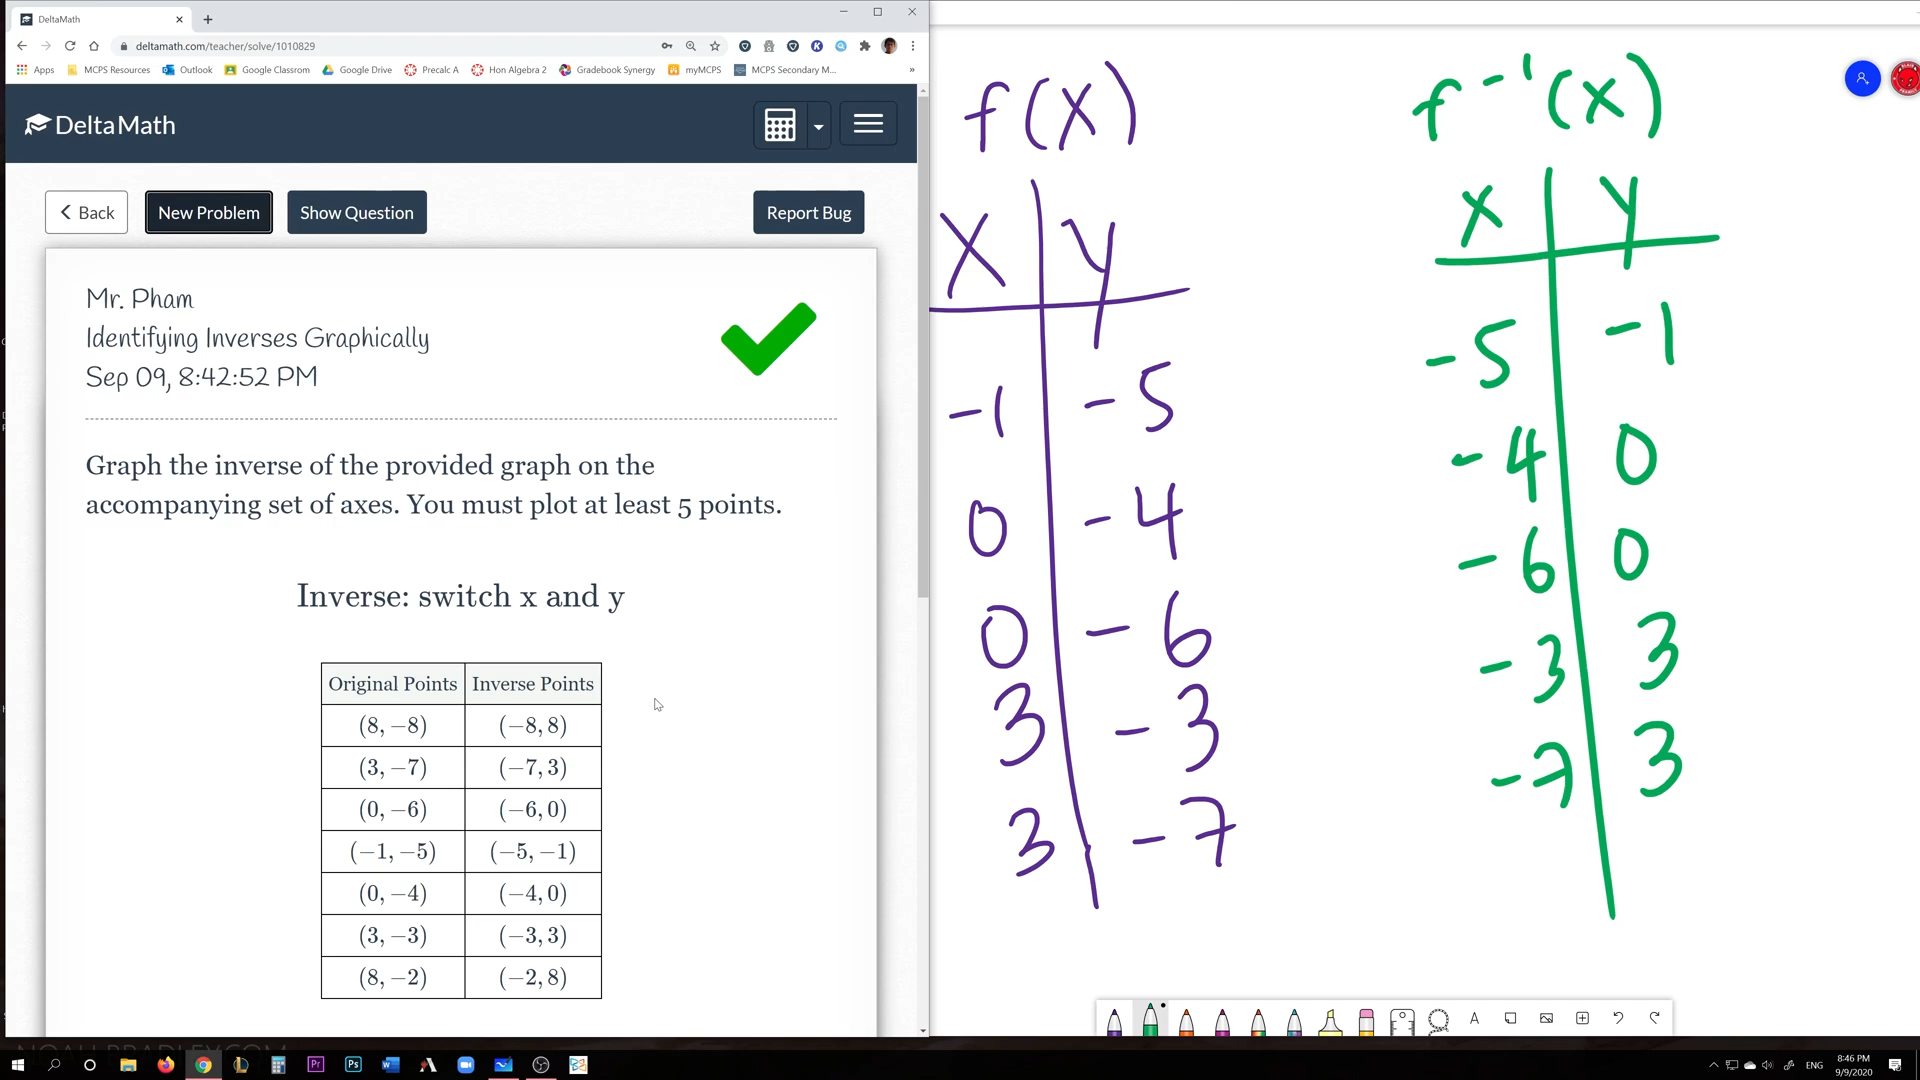 DeltaMath
deltamath.com/teacher/solve/1010829
Apps MCPS Resources Outlook Google Classrom Google Drive Precalc A Hon Algebra 2 Gradebook Synergy myMCPS MCPS Secondary M... »
DeltaMath
Back New Problem Show Question Report Bug
Mr. Pham
Identifying Inverses Graphically
Sep 09, 8:42:52 PM
Graph the inverse of the provided graph on the
accompanying set of axes. You must plot at least 5 points.
Inverse: switch x and y
Original Points Inverse Points
(8, −8) (−8, 8)
(3, −7) (−7, 3)
(0, −6) (−6, 0)
(−1, −5) (−5, −1)
(0, −4) (−4, 0)
(3, −3) (−3, 3)
(8, −2) (−2, 8)
f(x)
x y
-1 -5
0 -4
0 -6
3 -3
3 -7
f⁻¹(x)
x y
-5 -1
-4 0
-6 0
-3 3
-7 3
ENG
8:46 PM
9/9/2020